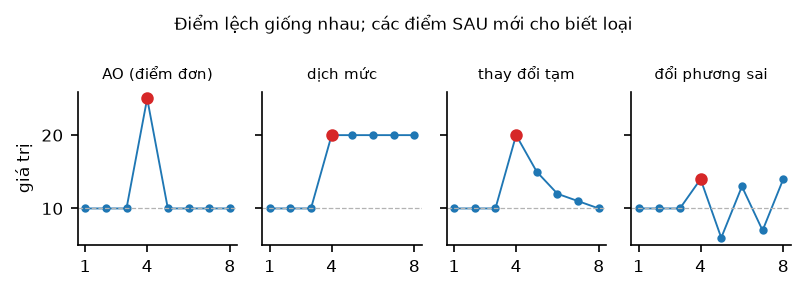 Điểm lệch giống nhau; các điểm SAU mới cho biết loại
AO (điểm đơn)
dịch mức
thay đổi tạm
đổi phương sai
giá trị
20
10
1 4 8
1 4 8
1 4 8
1 4 8